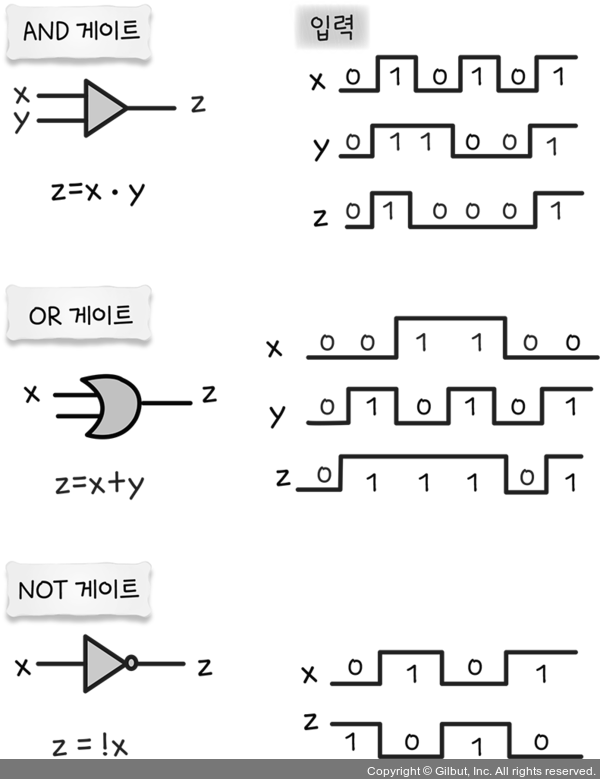 AND 게이트
x
y
z
z=x·y
입력
x 0 1 0 1 0 1
y 0 1 1 0 0 1
z 0 1 0 0 0 1
OR 게이트
x
z
z=x+y
x 0 0 1 1 0 0
y 0 1 0 1 0 1
z 0 1 1 1 0 1
NOT 게이트
x
z
z = !x
x 0 1 0 1
z 1 0 1 0
Copyright © Gilbut, Inc. All rights reserved.